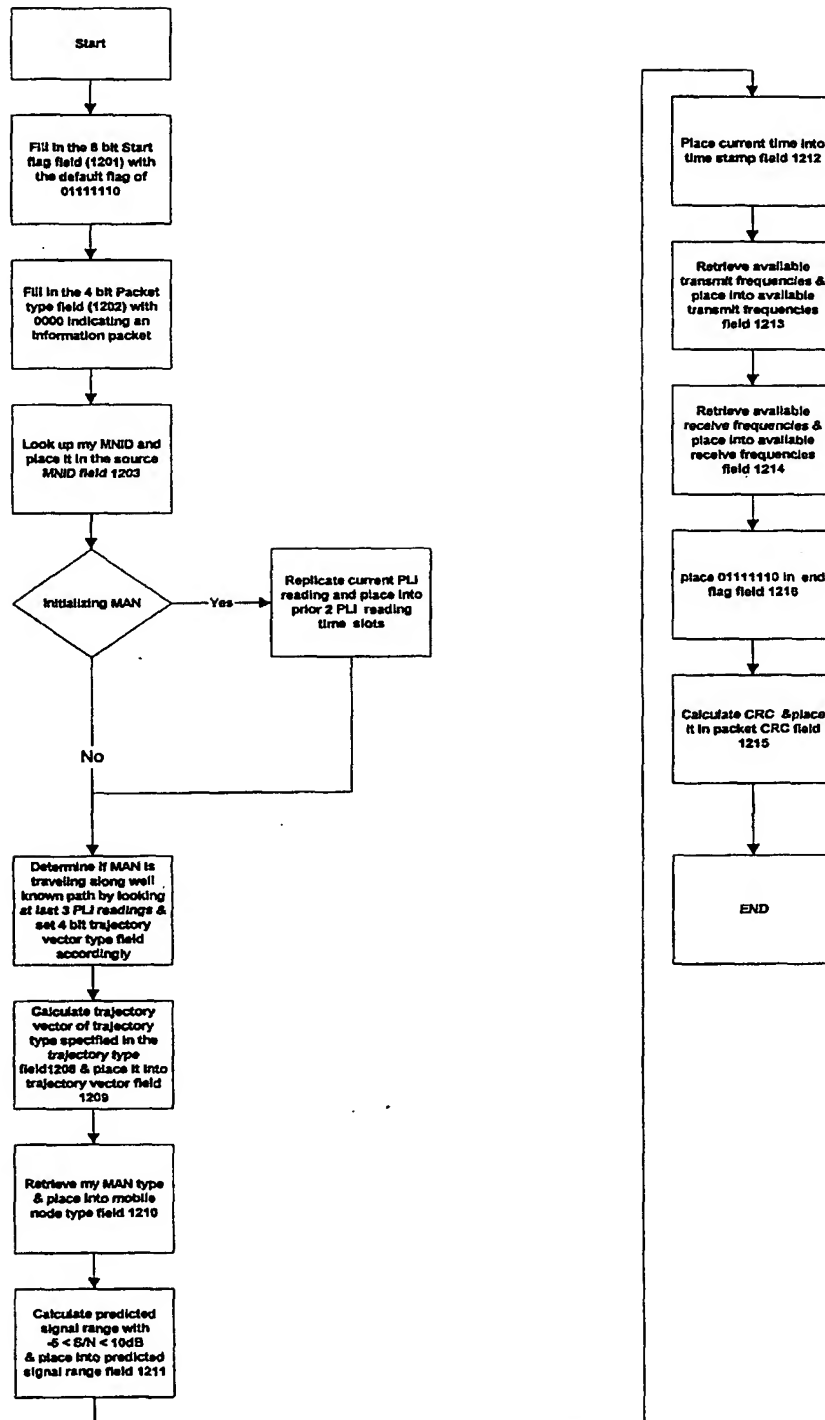 Start
Fill in the 8 bit Start
flag field (1201) with
the default flag of
01111110
Fill in the 4 bit Packet
type field (1202) with
0000 indicating an
information packet
Look up my MNID and
place it in the source
MNID field 1203
Initializing MAN
Yes
Replicate current PLI
reading and place into
prior 2 PLI reading
time slots
No
Determine if MAN is
traveling along well
known path by looking
at last 3 PLI readings &
set 4 bit trajectory
vector type field
accordingly
Calculate trajectory
vector of trajectory
type specified in the
trajectory type
field1208 & place it into
trajectory vector field
1209
Retrieve my MAN type
& place into mobile
node type field 1210
Calculate predicted
signal range with
-5 < S/N < 10dB
& place into predicted
signal range field 1211
Place current time into
time stamp field 1212
Retrieve available
transmit frequencies &
place into available
transmit frequencies
field 1213
Retrieve available
receive frequencies &
place into available
receive frequencies
field 1214
place 01111110 in end
flag field 1216
Calculate CRC &place
it in packet CRC field
1215
END